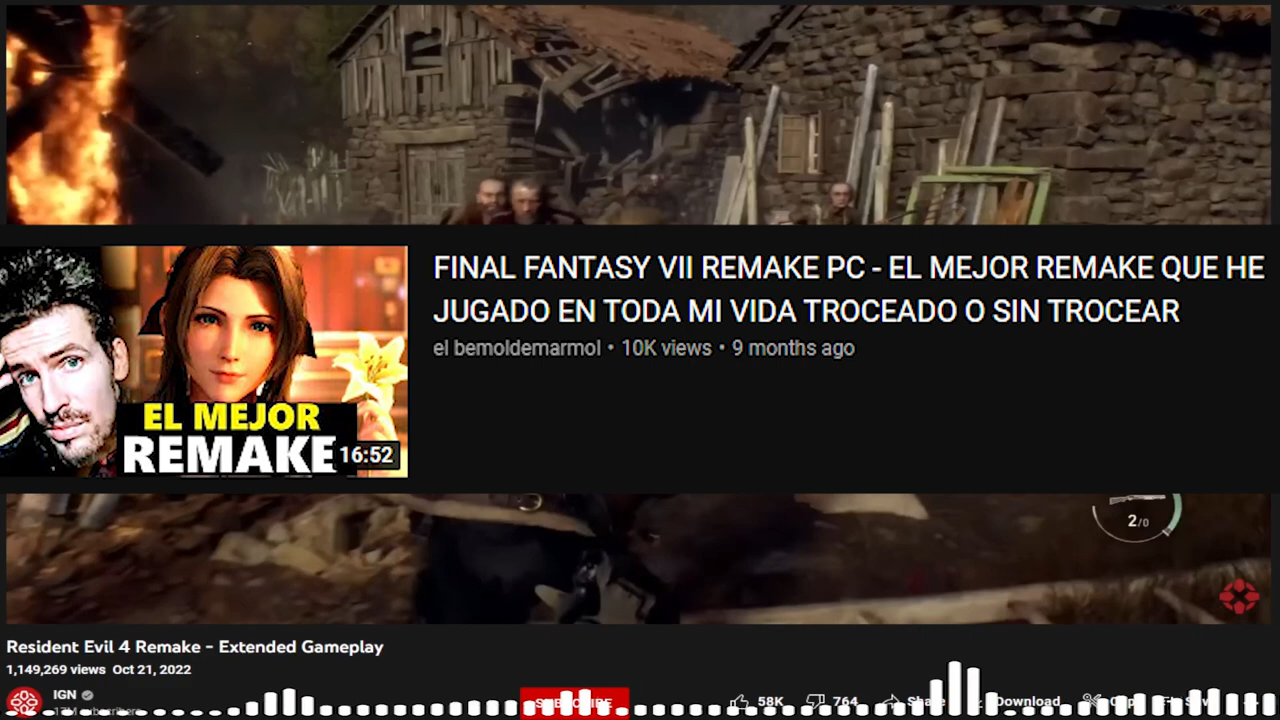 FINAL FANTASY VII REMAKE PC - EL MEJOR REMAKE QUE HE
JUGADO EN TODA MI VIDA TROCEADO O SIN TROCEAR
el bemoldemarmol • 10K views • 9 months ago
EL MEJOR
REMAKE
16:52
2/0
Resident Evil 4 Remake - Extended Gameplay
1,149,269 views Oct 21, 2022
IGN
SUBSCRIBE
58K
764
Share
Download